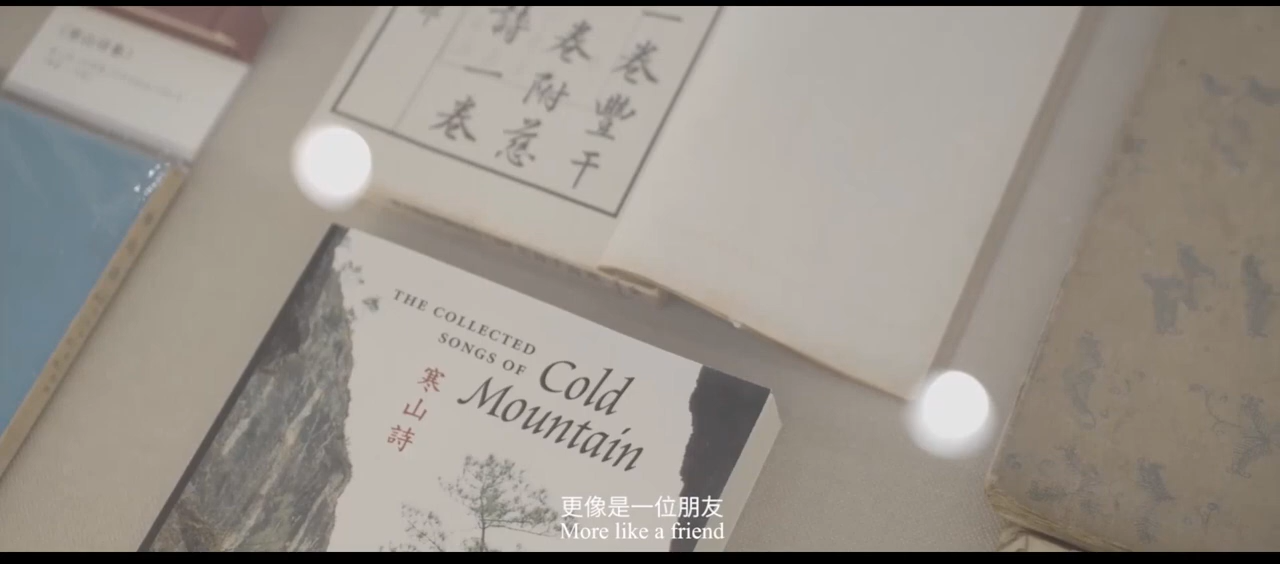 一卷豐干
卷附慈
詩一卷
THE COLLECTED
SONGS OF
Cold
Mountain
寒山詩
更像是一位朋友
More like a friend